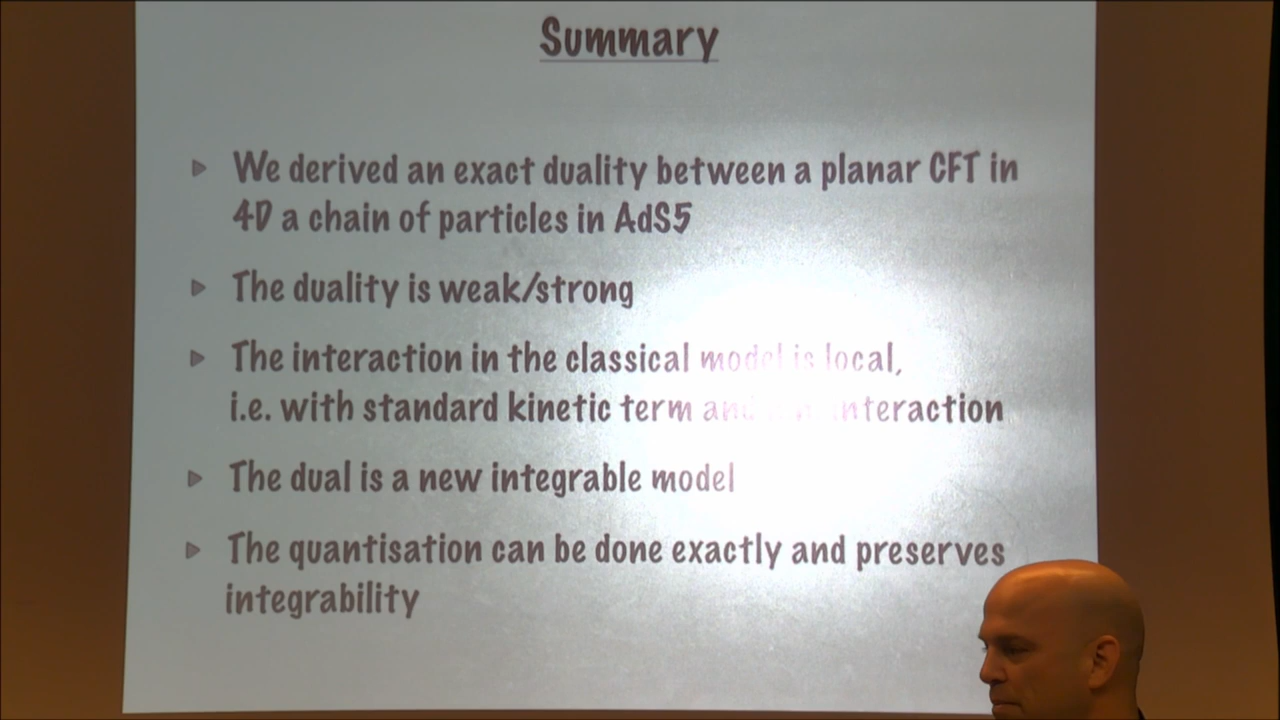 Summary
We derived an exact duality between a planar CFT in
4D a chain of particles in AdS5
The duality is weak/strong
The interaction in the classical model is local,
i.e. with standard kinetic term and interaction
The dual is a new integrable model
The quantisation can be done exactly and preserves
integrability